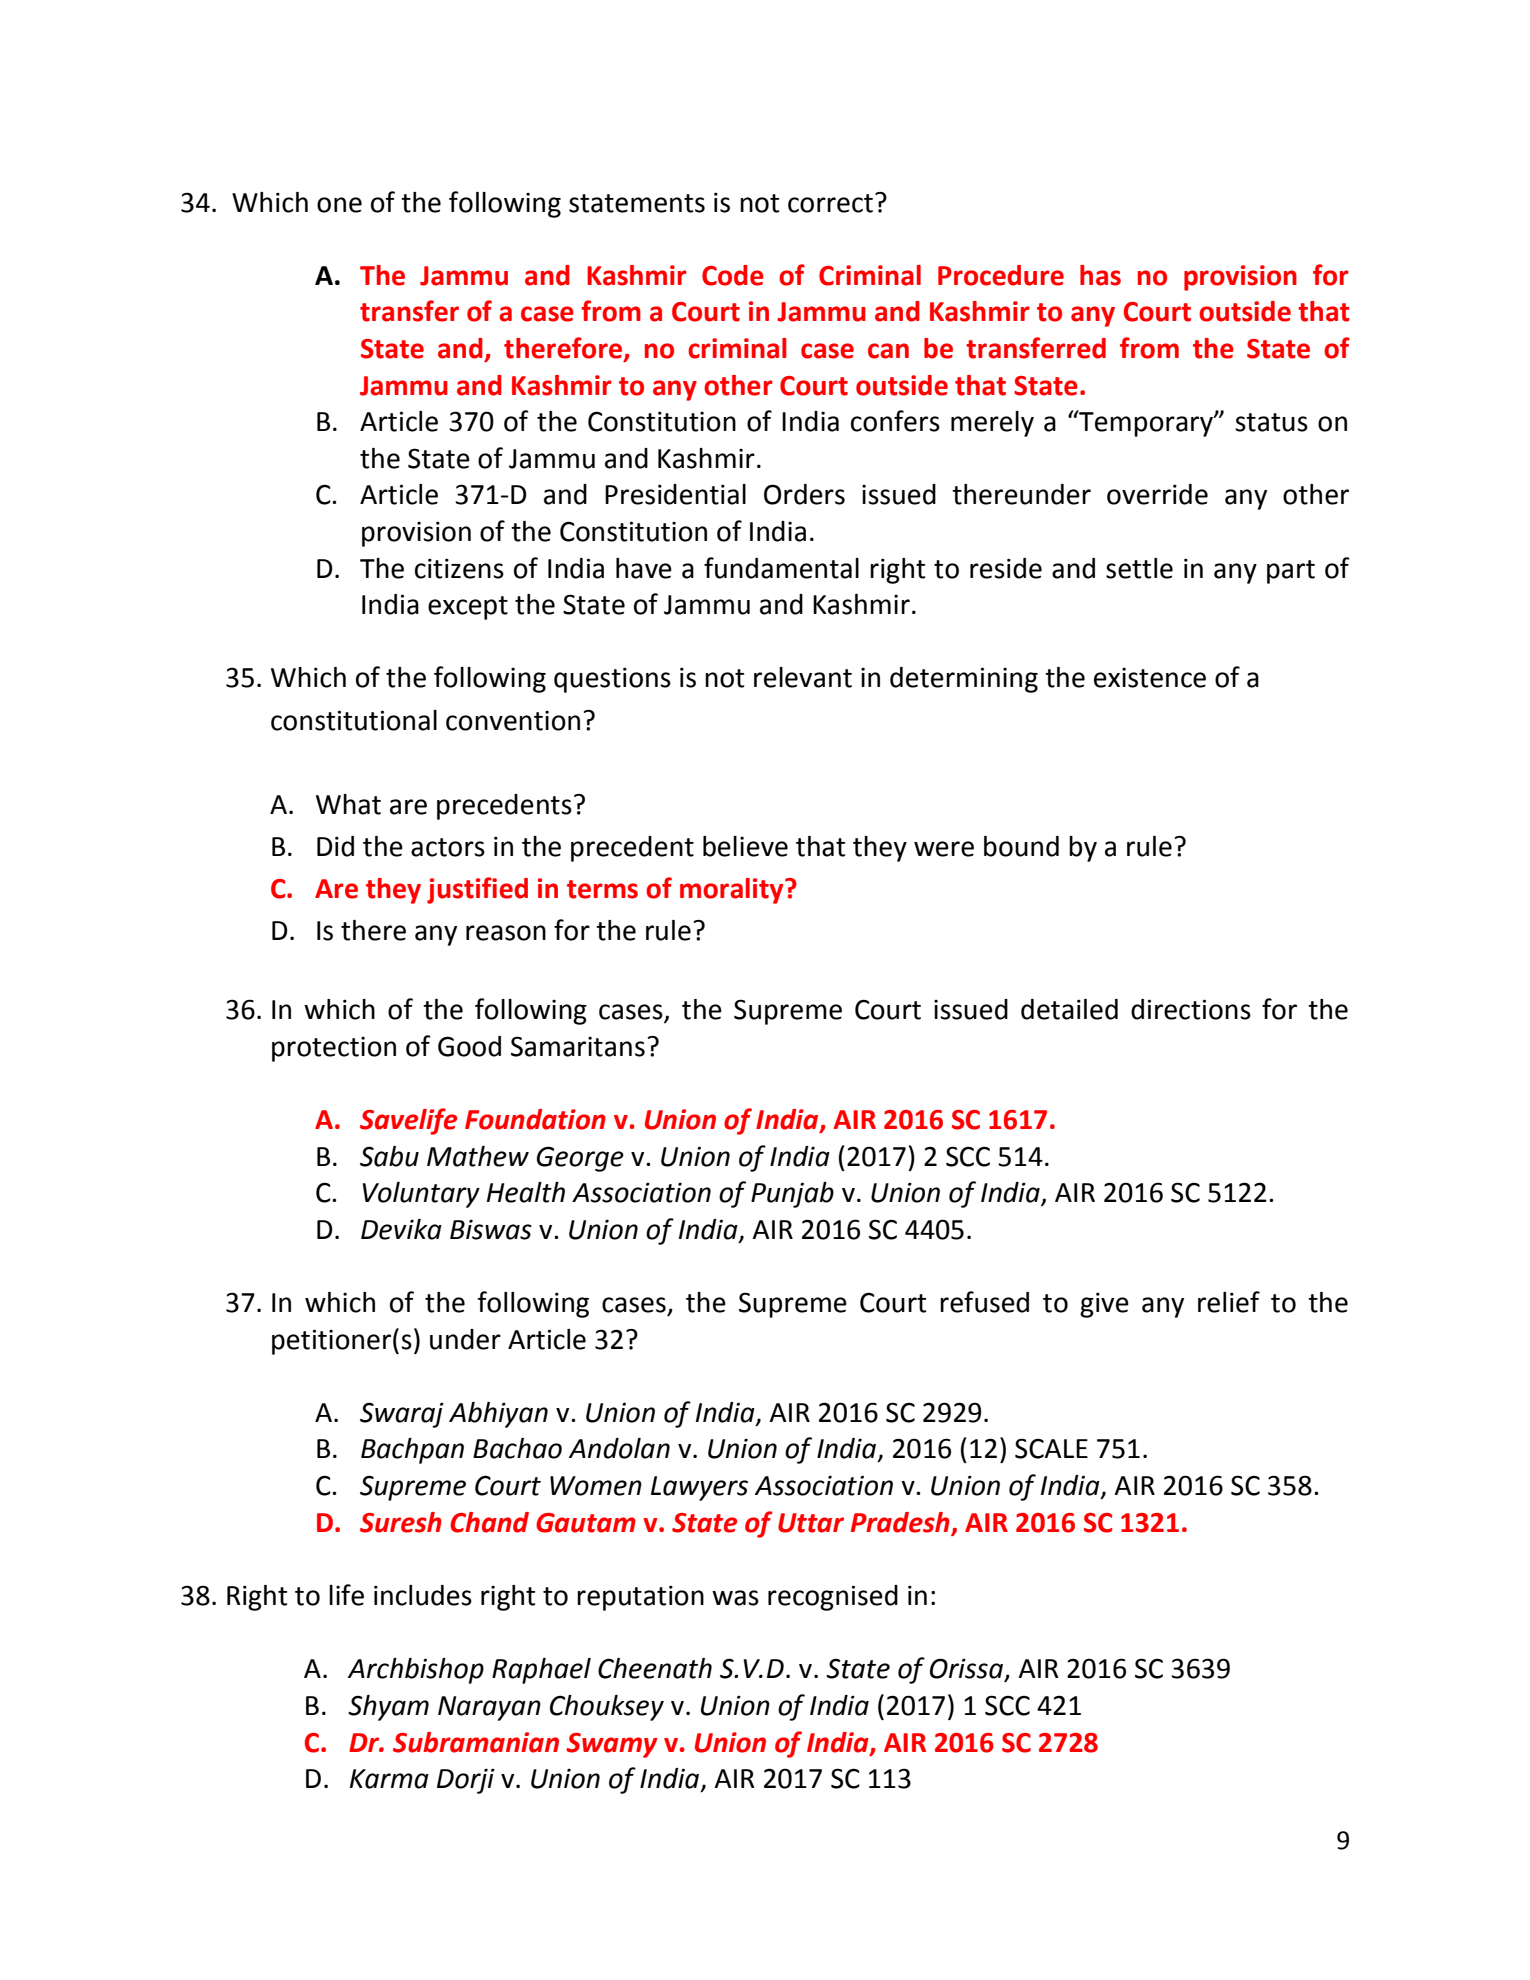 34. Which one of the following statements is not correct?
A. The Jammu and Kashmir Code of Criminal Procedure has no provision for
transfer of a case from a Court in Jammu and Kashmir to any Court outside that
State and, therefore, no criminal case can be transferred from the State of
Jammu and Kashmir to any other Court outside that State.
B. Article 370 of the Constitution of India confers merely a “Temporary” status on
the State of Jammu and Kashmir.
C. Article 371-D and Presidential Orders issued thereunder override any other
provision of the Constitution of India.
D. The citizens of India have a fundamental right to reside and settle in any part of
India except the State of Jammu and Kashmir.
35. Which of the following questions is not relevant in determining the existence of a
constitutional convention?
A. What are precedents?
B. Did the actors in the precedent believe that they were bound by a rule?
C. Are they justified in terms of morality?
D. Is there any reason for the rule?
36. In which of the following cases, the Supreme Court issued detailed directions for the
protection of Good Samaritans?
A. Savelife Foundation v. Union of India, AIR 2016 SC 1617.
B. Sabu Mathew George v. Union of India (2017) 2 SCC 514.
C. Voluntary Health Association of Punjab v. Union of India, AIR 2016 SC 5122.
D. Devika Biswas v. Union of India, AIR 2016 SC 4405.
37. In which of the following cases, the Supreme Court refused to give any relief to the
petitioner(s) under Article 32?
A. Swaraj Abhiyan v. Union of India, AIR 2016 SC 2929.
B. Bachpan Bachao Andolan v. Union of India, 2016 (12) SCALE 751.
C. Supreme Court Women Lawyers Association v. Union of India, AIR 2016 SC 358.
D. Suresh Chand Gautam v. State of Uttar Pradesh, AIR 2016 SC 1321.
38. Right to life includes right to reputation was recognised in:
A. Archbishop Raphael Cheenath S.V.D. v. State of Orissa, AIR 2016 SC 3639
B. Shyam Narayan Chouksey v. Union of India (2017) 1 SCC 421
C. Dr. Subramanian Swamy v. Union of India, AIR 2016 SC 2728
D. Karma Dorji v. Union of India, AIR 2017 SC 113
9